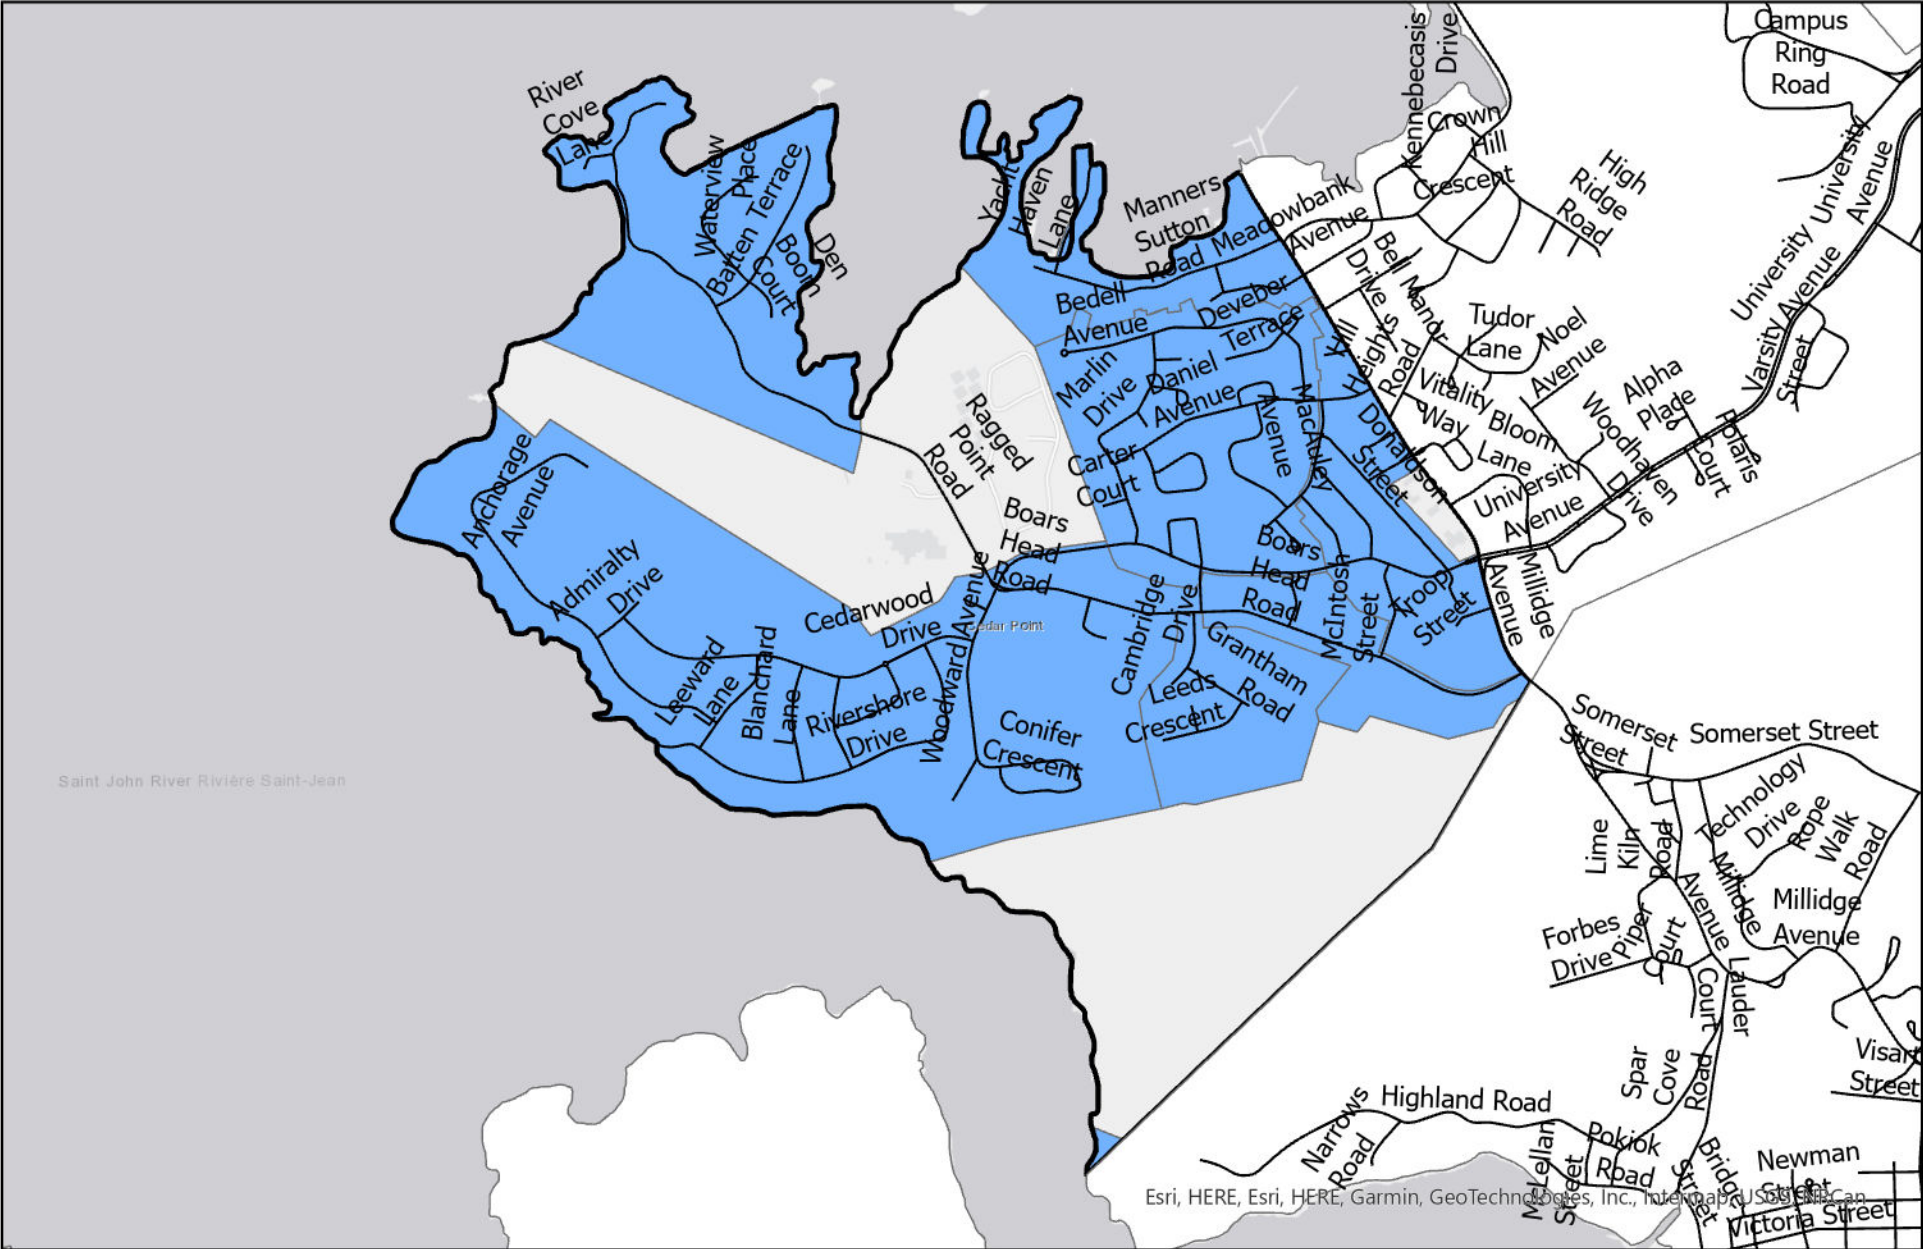 Campus
Ring
Road
Kennebecasis
Drive
River
Cove
Lane
Crown
Hill
Crescent
High
Ridge
Road
University
Avenue
University
Avenue
Waterview
Place
Batten Terrace
Boom
Court
Den
Yacht
Haven
Lane
Manners
Sutton
Road
Meadowbank
Avenue
Bell Manor
Drive
Heights
Hill
Road
Bedell
Avenue
Deveber
Terrace
Tudor
Lane
Noel
Avenue
Varsity
Street
Marlin
Drive
Daniel
Avenue
MacAuley
Avenue
Vitality
Way
Bloom
Lane
Alpha
Place
Woodhaven
Drive
Polaris
Court
Donaldson
Street
University
Avenue
Ragged
Point
Road
Carter
Court
Anchorage
Avenue
Boars
Head
Road
Boars
Head
Road
Admiralty
Drive
Cedarwood
Drive
Woodward Avenue
Cedar Point
Cambridge
Drive
McIntosh
Street
Troop
Street
Millidge
Avenue
Grantham
Road
Leeds
Crescent
Leeward
Lane
Blanchard
Lane
Rivershore
Drive
Conifer
Crescent
Somerset
Street
Somerset Street
Saint John River Rivière Saint-Jean
Technology
Drive
Rope
Walk
Road
Lime
Kiln
Road
Millidge
Avenue
Millidge
Avenue
Forbes
Drive
Piper
Court
Lauder
Court
Spar
Cove
Road
Visart
Street
Highland Road
Narrows
Road
Pokiok
Road
McLellan
Street
Bridge
Street
Newman
Street
Victoria Street
Esri, HERE, Esri, HERE, Garmin, GeoTechnologies, Inc., Intermap, USGS, NRCan